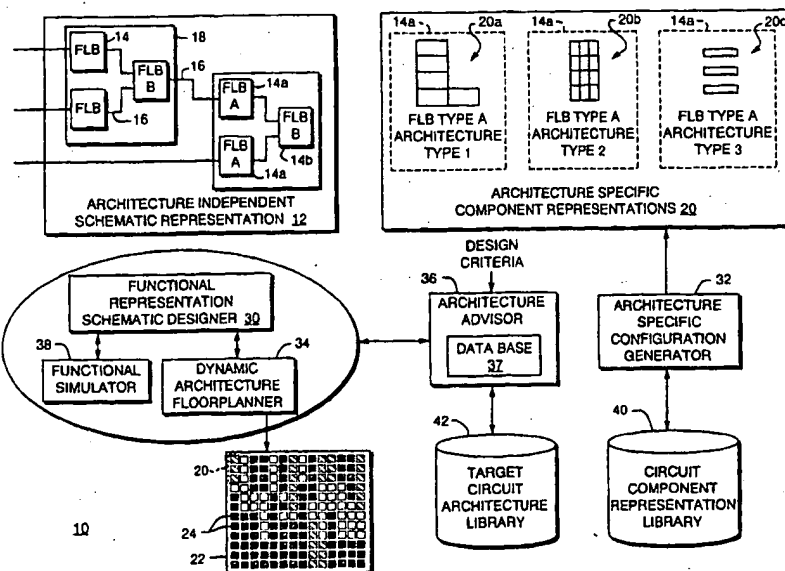 14
18
FLB
FLB
B
16
FLB
16
14a
FLB
A
FLB
B
FLB
A
14b
14a
ARCHITECTURE INDEPENDENT
SCHEMATIC REPRESENTATION 12
14a
20a
FLB TYPE A
ARCHITECTURE
TYPE 1
14a
20b
FLB TYPE A
ARCHITECTURE
TYPE 2
14a
20c
FLB TYPE A
ARCHITECTURE
TYPE 3
ARCHITECTURE SPECIFIC
COMPONENT REPRESENTATIONS 20
FUNCTIONAL
REPRESENTATION
SCHEMATIC DESIGNER 30
38
FUNCTIONAL
SIMULATOR
34
DYNAMIC
ARCHITECTURE
FLOORPLANNER
DESIGN
CRITERIA
36
ARCHITECTURE
ADVISOR
DATA BASE
37
32
ARCHITECTURE
SPECIFIC
CONFIGURATION
GENERATOR
42
TARGET
CIRCUIT
ARCHITECTURE
LIBRARY
40
CIRCUIT
COMPONENT
REPRESENTATION
LIBRARY
20
24
22
10